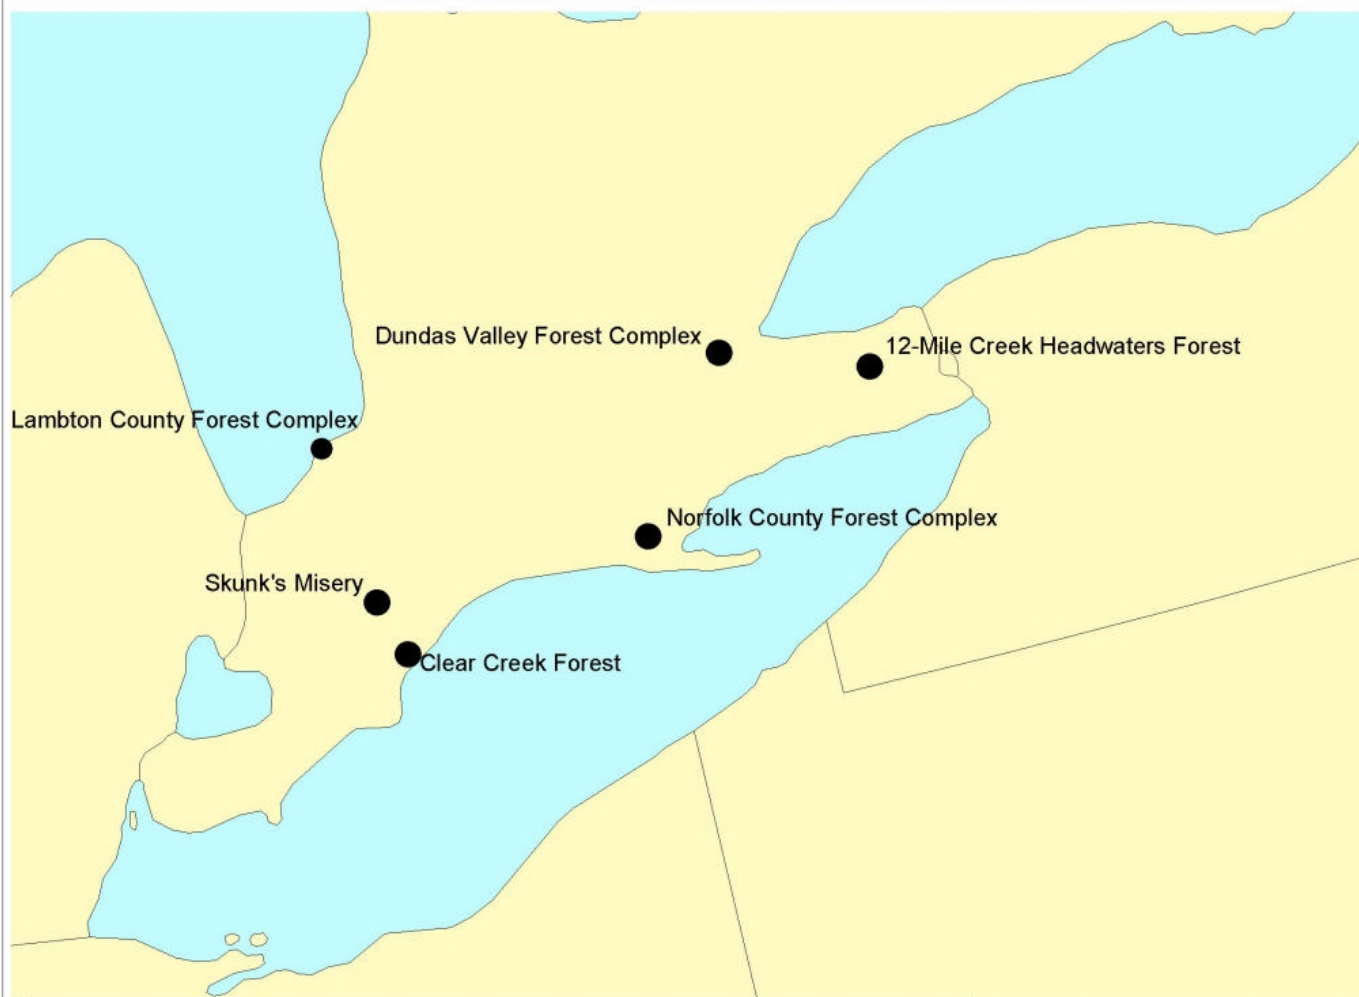 Dundas Valley Forest Complex
12-Mile Creek Headwaters Forest
Lambton County Forest Complex
Norfolk County Forest Complex
Skunk's Misery
Clear Creek Forest